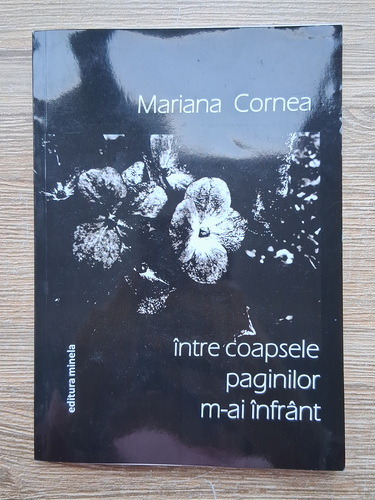 Mariana Cornea
între coapsele
paginilor
m-ai înfrânt
editura minela